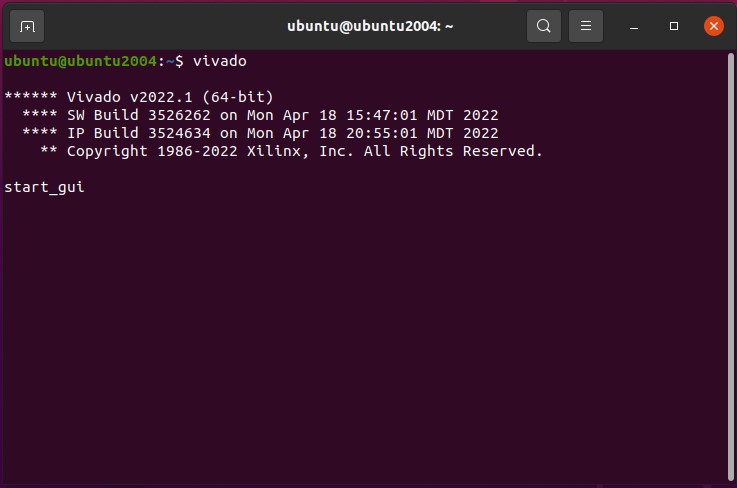 ubuntu@ubuntu2004: ~
ubuntu@ubuntu2004:~$ vivado
****** Vivado v2022.1 (64-bit)
  **** SW Build 3526262 on Mon Apr 18 15:47:01 MDT 2022
  **** IP Build 3524634 on Mon Apr 18 20:55:01 MDT 2022
    ** Copyright 1986-2022 Xilinx, Inc. All Rights Reserved.
start_gui